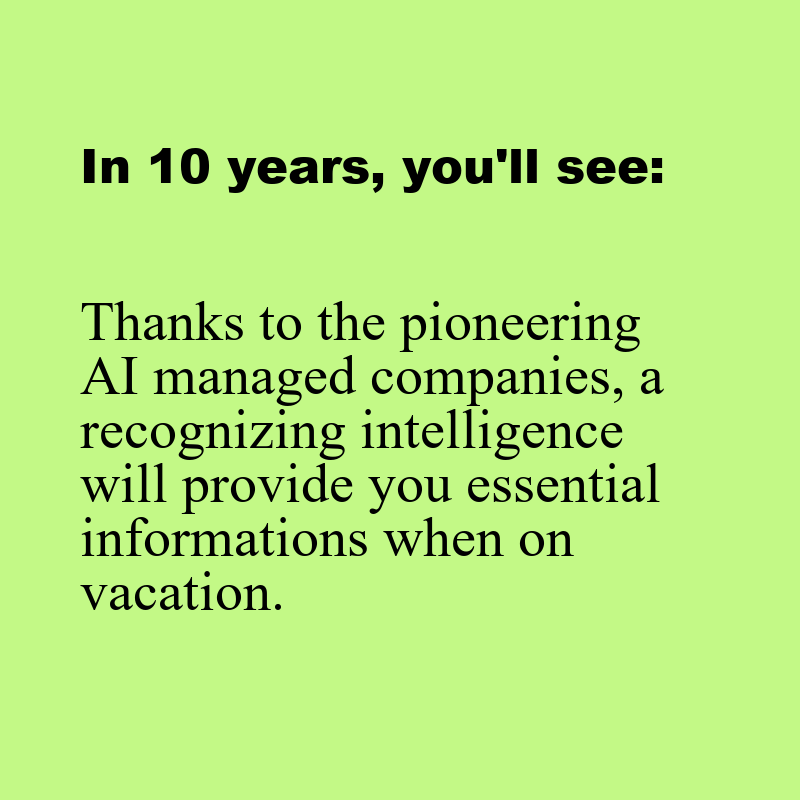 In 10 years, you'll see:
Thanks to the pioneering
AI managed companies, a
recognizing intelligence
will provide you essential
informations when on
vacation.